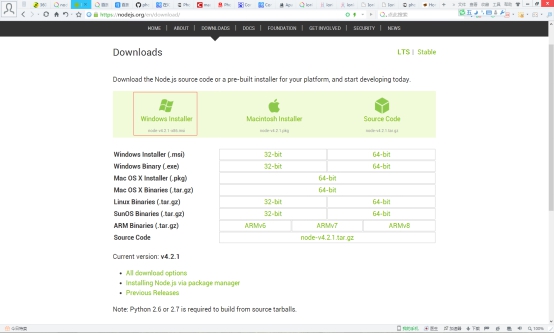 https://nodejs.org/en/download/
HOME | ABOUT | DOWNLOADS | DOCS | FOUNDATION | GET INVOLVED | SECURITY | NEWS
Downloads
LTS | Stable
Download the Node.js source code or a pre-built installer for your platform, and start developing today.
Windows Installer Macintosh Installer Source Code
node-v4.2.1-x64.msi node-v4.2.1.pkg node-v4.2.1.tar.gz
Windows Installer (.msi) 32-bit 64-bit
Windows Binary (.exe) 32-bit 64-bit
Mac OS X Installer (.pkg) 64-bit
Mac OS X Binaries (.tar.gz) 64-bit
Linux Binaries (.tar.gz) 32-bit 64-bit
SunOS Binaries (.tar.gz) 32-bit 64-bit
ARM Binaries (.tar.gz) ARMv6 ARMv7 ARMv8
Source Code node-v4.2.1.tar.gz
Current version: v4.2.1
All download options
Installing Node.js via package manager
Previous Releases
Note: Python 2.6 or 2.7 is required to build from source tarballs.
100%